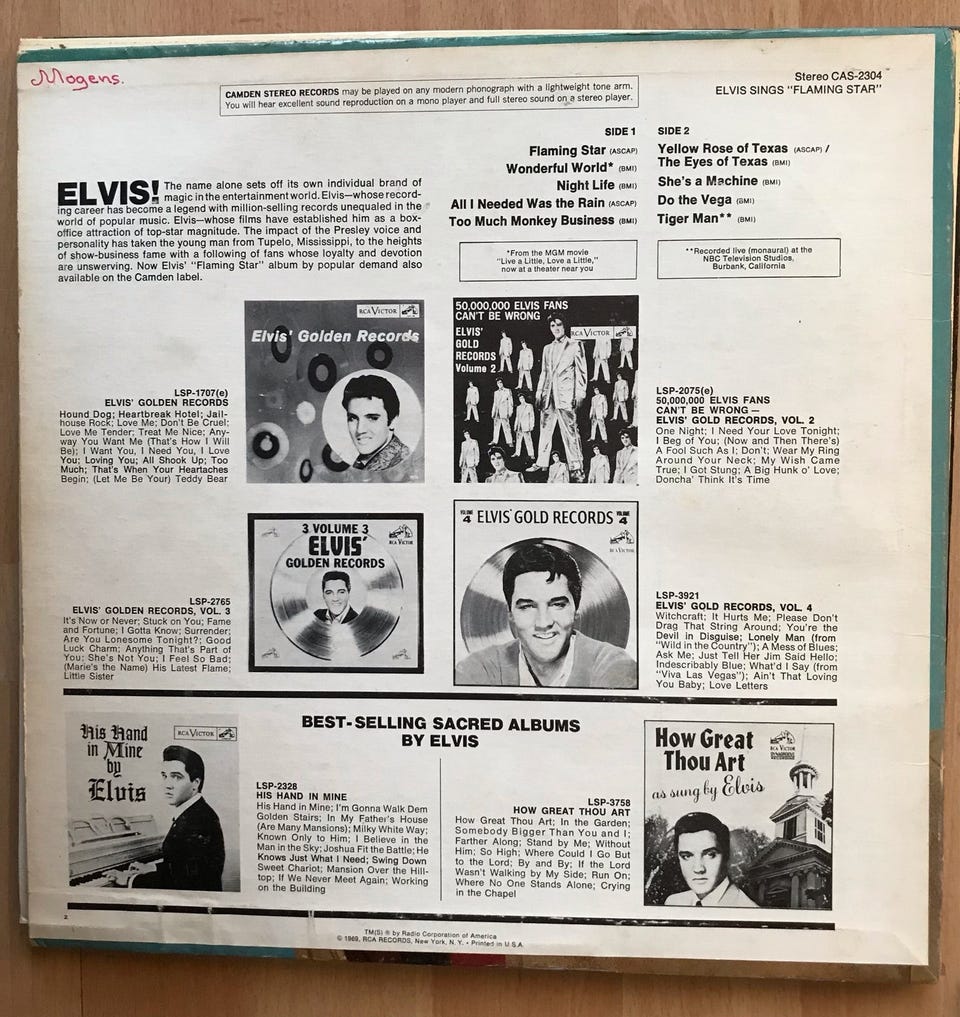 Mogens.
CAMDEN STEREO RECORDS may be played on any modern phonograph with a lightweight tone arm.
You will hear excellent sound reproduction on a mono player and full stereo sound on a stereo player.
Stereo CAS-2304
ELVIS SINGS "FLAMING STAR"
ELVIS! The name alone sets off its own individual brand of
magic in the entertainment world. Elvis—whose record-
ing career has become a legend with million-selling records unequaled in the
world of popular music. Elvis—whose films have established him as a box-
office attraction of top-star magnitude. The impact of the Presley voice and
personality has taken the young man from Tupelo, Mississippi, to the heights
of show-business fame with a following of fans whose loyalty and devotion
are unswerving. Now Elvis' "Flaming Star" album by popular demand also
available on the Camden label.
SIDE 1
Flaming Star (ASCAP)
Wonderful World* (BMI)
Night Life (BMI)
All I Needed Was the Rain (ASCAP)
Too Much Monkey Business (BMI)
*From the MGM movie
"Live a Little, Love a Little,"
now at a theater near you
SIDE 2
Yellow Rose of Texas (ASCAP) /
The Eyes of Texas (BMI)
She's a Machine (BMI)
Do the Vega (BMI)
Tiger Man** (BMI)
**Recorded live (monaural) at the
NBC Television Studios,
Burbank, California
LSP-1707(e)
ELVIS' GOLDEN RECORDS
Hound Dog; Heartbreak Hotel; Jail-
house Rock; Love Me; Don't Be Cruel;
Love Me Tender; Treat Me Nice; Any-
way You Want Me (That's How I Will
Be); I Want You, I Need You, I Love
You; Loving You; All Shook Up; Too
Much; That's When Your Heartaches
Begin; (Let Me Be Your) Teddy Bear
RCA VICTOR
Elvis' Golden Records
50,000,000 ELVIS FANS
CAN'T BE WRONG
ELVIS'
GOLD
RECORDS
Volume 2
RCA VICTOR
LSP-2075(e)
50,000,000 ELVIS FANS
CAN'T BE WRONG—
ELVIS' GOLD RECORDS, VOL. 2
One Night; I Need Your Love Tonight;
I Beg of You; (Now and Then There's)
A Fool Such As I; Don't; Wear My Ring
Around Your Neck; My Wish Came
True; I Got Stung; A Big Hunk o' Love;
Doncha' Think It's Time
LSP-2765
ELVIS' GOLDEN RECORDS, VOL. 3
It's Now or Never; Stuck on You; Fame
and Fortune; I Gotta Know; Surrender;
Are You Lonesome Tonight?; Good
Luck Charm; Anything That's Part of
You; She's Not You; I Feel So Bad;
(Marie's the Name) His Latest Flame;
Little Sister
3 VOLUME 3
ELVIS'
GOLDEN RECORDS
RCA VICTOR
VOLUME 4 ELVIS' GOLD RECORDS VOLUME 4
RCA VICTOR
LSP-3921
ELVIS' GOLD RECORDS, VOL. 4
Witchcraft; It Hurts Me; Please Don't
Drag That String Around; You're the
Devil in Disguise; Lonely Man (from
"Wild in the Country"); A Mess of Blues;
Ask Me; Just Tell Her Jim Said Hello;
Indescribably Blue; What'd I Say (from
"Viva Las Vegas"); Ain't That Loving
You Baby; Love Letters
BEST-SELLING SACRED ALBUMS
BY ELVIS
His Hand
in Mine
by
Elvis
RCA VICTOR
LSP-2328
HIS HAND IN MINE
His Hand in Mine; I'm Gonna Walk Dem
Golden Stairs; In My Father's House
(Are Many Mansions); Milky White Way;
Known Only to Him; I Believe in the
Man in the Sky; Joshua Fit the Battle; He
Knows Just What I Need; Swing Down
Sweet Chariot; Mansion Over the Hill-
top; If We Never Meet Again; Working
on the Building
LSP-3758
HOW GREAT THOU ART
How Great Thou Art; In the Garden;
Somebody Bigger Than You and I;
Farther Along; Stand by Me; Without
Him; So High; Where Could I Go But
to the Lord; By and By; If the Lord
Wasn't Walking by My Side; Run On;
Where No One Stands Alone; Crying
in the Chapel
How Great
Thou Art
as sung by Elvis
RCA VICTOR
2
TM(S) ® by Radio Corporation of America
© 1969, RCA RECORDS, New York, N. Y. • Printed in U.S.A